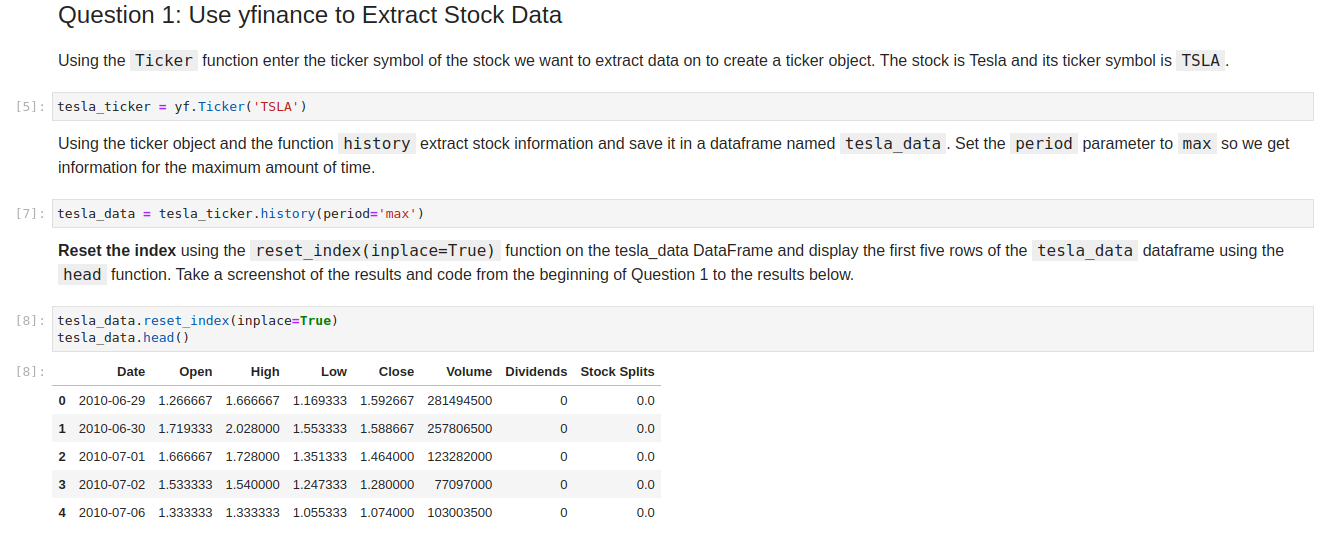 Question 1: Use yfinance to Extract Stock Data
Using the Ticker function enter the ticker symbol of the stock we want to extract data on to create a ticker object. The stock is Tesla and its ticker symbol is TSLA.
[5]: tesla_ticker = yf.Ticker('TSLA')
Using the ticker object and the function history extract stock information and save it in a dataframe named tesla_data. Set the period parameter to max so we get
information for the maximum amount of time.
[7]: tesla_data = tesla_ticker.history(period='max')
Reset the index using the reset_index(inplace=True) function on the tesla_data DataFrame and display the first five rows of the tesla_data dataframe using the
head function. Take a screenshot of the results and code from the beginning of Question 1 to the results below.
[8]: tesla_data.reset_index(inplace=True)
tesla_data.head()
[8]: Date Open High Low Close Volume Dividends Stock Splits
0 2010-06-29 1.266667 1.666667 1.169333 1.592667 281494500 0 0.0
1 2010-06-30 1.719333 2.028000 1.553333 1.588667 257806500 0 0.0
2 2010-07-01 1.666667 1.728000 1.351333 1.464000 123282000 0 0.0
3 2010-07-02 1.533333 1.540000 1.247333 1.280000 77097000 0 0.0
4 2010-07-06 1.333333 1.333333 1.055333 1.074000 103003500 0 0.0